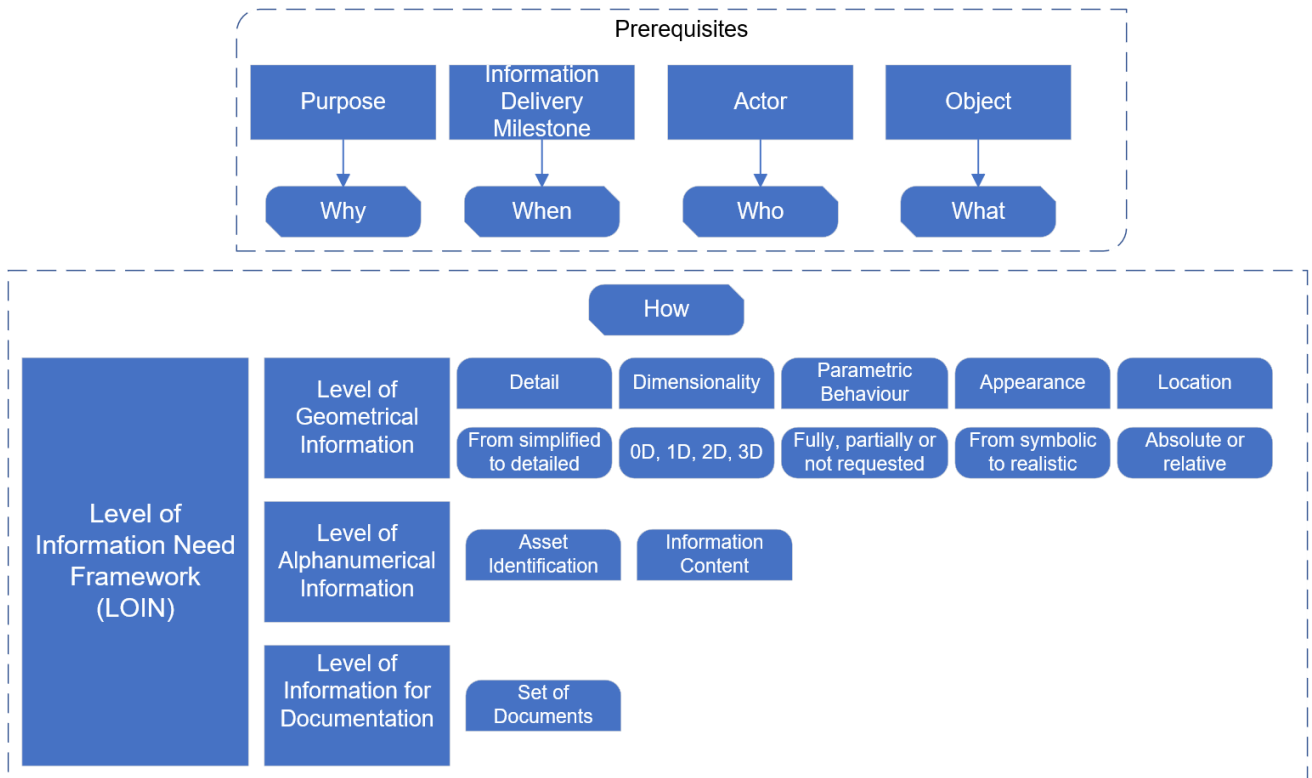 Prerequisites
Purpose
Information
Delivery
Milestone
Actor
Object
Why
When
Who
What
How
Level of
Information Need
Framework
(LOIN)
Level of
Geometrical
Information
Detail
Dimensionality
Parametric
Behaviour
Appearance
Location
From simplified
to detailed
0D, 1D, 2D, 3D
Fully, partially or
not requested
From symbolic
to realistic
Absolute or
relative
Level of
Alphanumerical
Information
Asset
Identification
Information
Content
Level of
Information for
Documentation
Set of
Documents